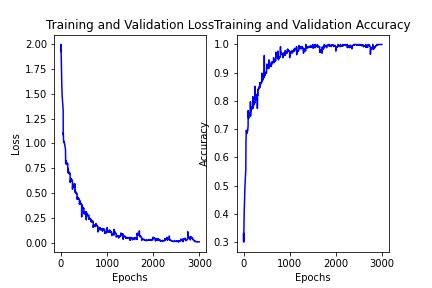 Training and Validation Loss
2.00
1.75
1.50
1.25
1.00
0.75
0.50
0.25
0.00
Loss
0 1000 2000 3000
Epochs
Training and Validation Accuracy
1.0
0.9
0.8
0.7
0.6
0.5
0.4
0.3
Accuracy
0 1000 2000 3000
Epochs